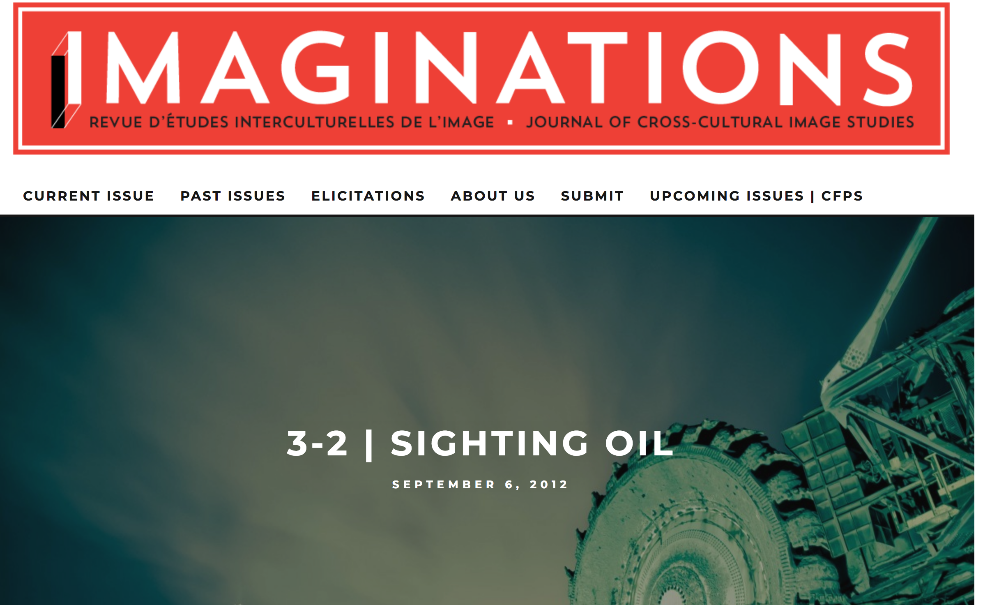 IMAGINATIONS
REVUE D'ÉTUDES INTERCULTURELLES DE L'IMAGE ▪ JOURNAL OF CROSS-CULTURAL IMAGE STUDIES
CURRENT ISSUE PAST ISSUES ELICITATIONS ABOUT US SUBMIT UPCOMING ISSUES | CFPS
3-2 | SIGHTING OIL
SEPTEMBER 6, 2012